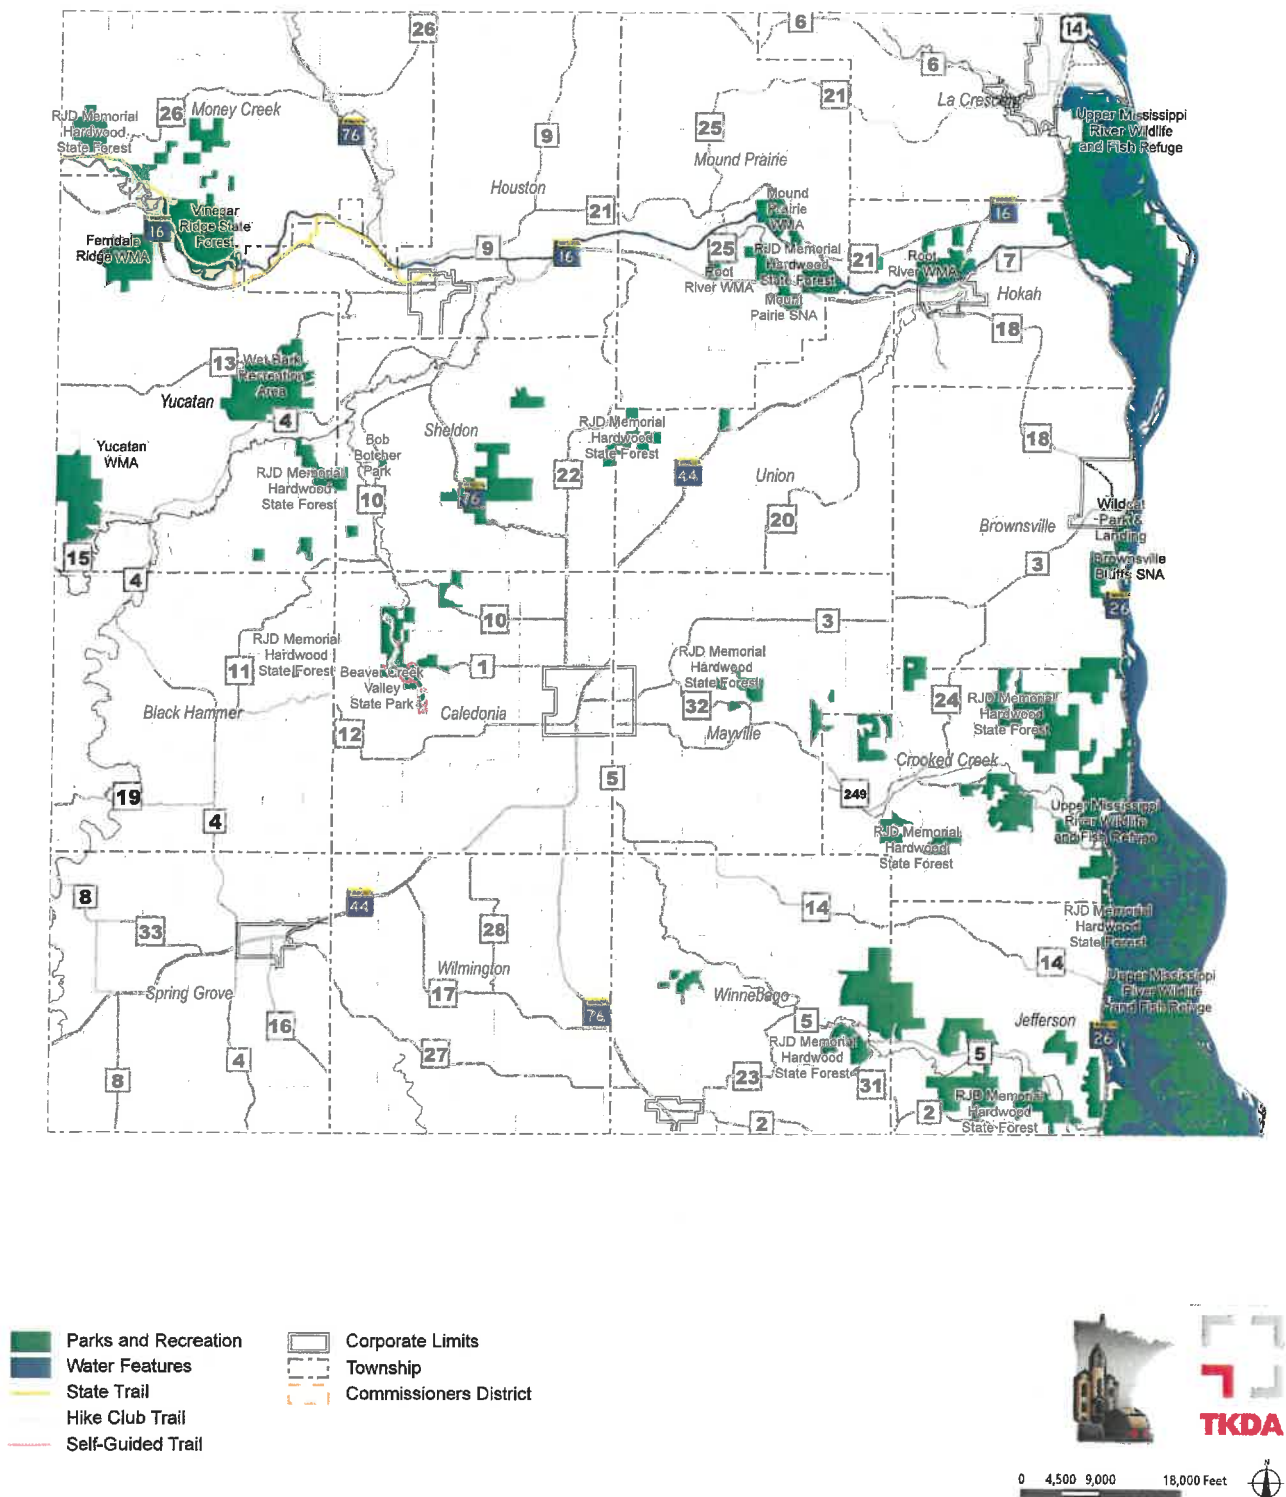 26
6
14
6
26
Money Creek
RJD Memorial
Hardwood
State Forest
76
9
25
21
La Crescent
Upper Mississippi
River Wildlife
and Fish Refuge
Mound Prairie
Houston
21
Mound
Prairie
WMA
16
Vinegar
Ridge State
Forest
16
Ferndale
Ridge WMA
9
16
25
Root
River WMA
RJD Memorial
Hardwood
State Forest
21
Root
River WMA
7
Mount
Pairie SNA
Hokah
18
13
Wet Bark
Recreation
Area
Yucatan
4
Yucatan
WMA
Bob
Botcher
Park
Sheldon
RJD Memorial
Hardwood
State Forest
18
RJD Memorial
Hardwood
State Forest
10
76
22
44
Union
20
Brownsville
Wildcat
Park &
Landing
15
4
3
Brownsville
Bluffs SNA
26
10
3
RJD Memorial
Hardwood
State Forest
11
1
Beaver Creek
Valley
State Park
RJD Memorial
Hardwood
State Forest
32
24
RJD Memorial
Hardwood
State Forest
Black Hammer
Caledonia
12
Mayville
Crooked Creek
5
19
249
4
Upper Mississippi
River Wildlife
and Fish Refuge
RJD Memorial
Hardwood
State Forest
8
44
14
33
28
RJD Memorial
Hardwood
State Forest
14
Wilmington
Spring Grove
17
Winnebago
Upper Mississippi
River Wildlife
and Fish Refuge
76
5
Jefferson
26
16
27
4
RJD Memorial
Hardwood
State Forest
5
8
23
31
2
RJD Memorial
Hardwood
State Forest
2
Parks and Recreation
Water Features
State Trail
Hike Club Trail
Self-Guided Trail
Corporate Limits
Township
Commissioners District
TKDA
0 4,500 9,000 18,000 Feet
N